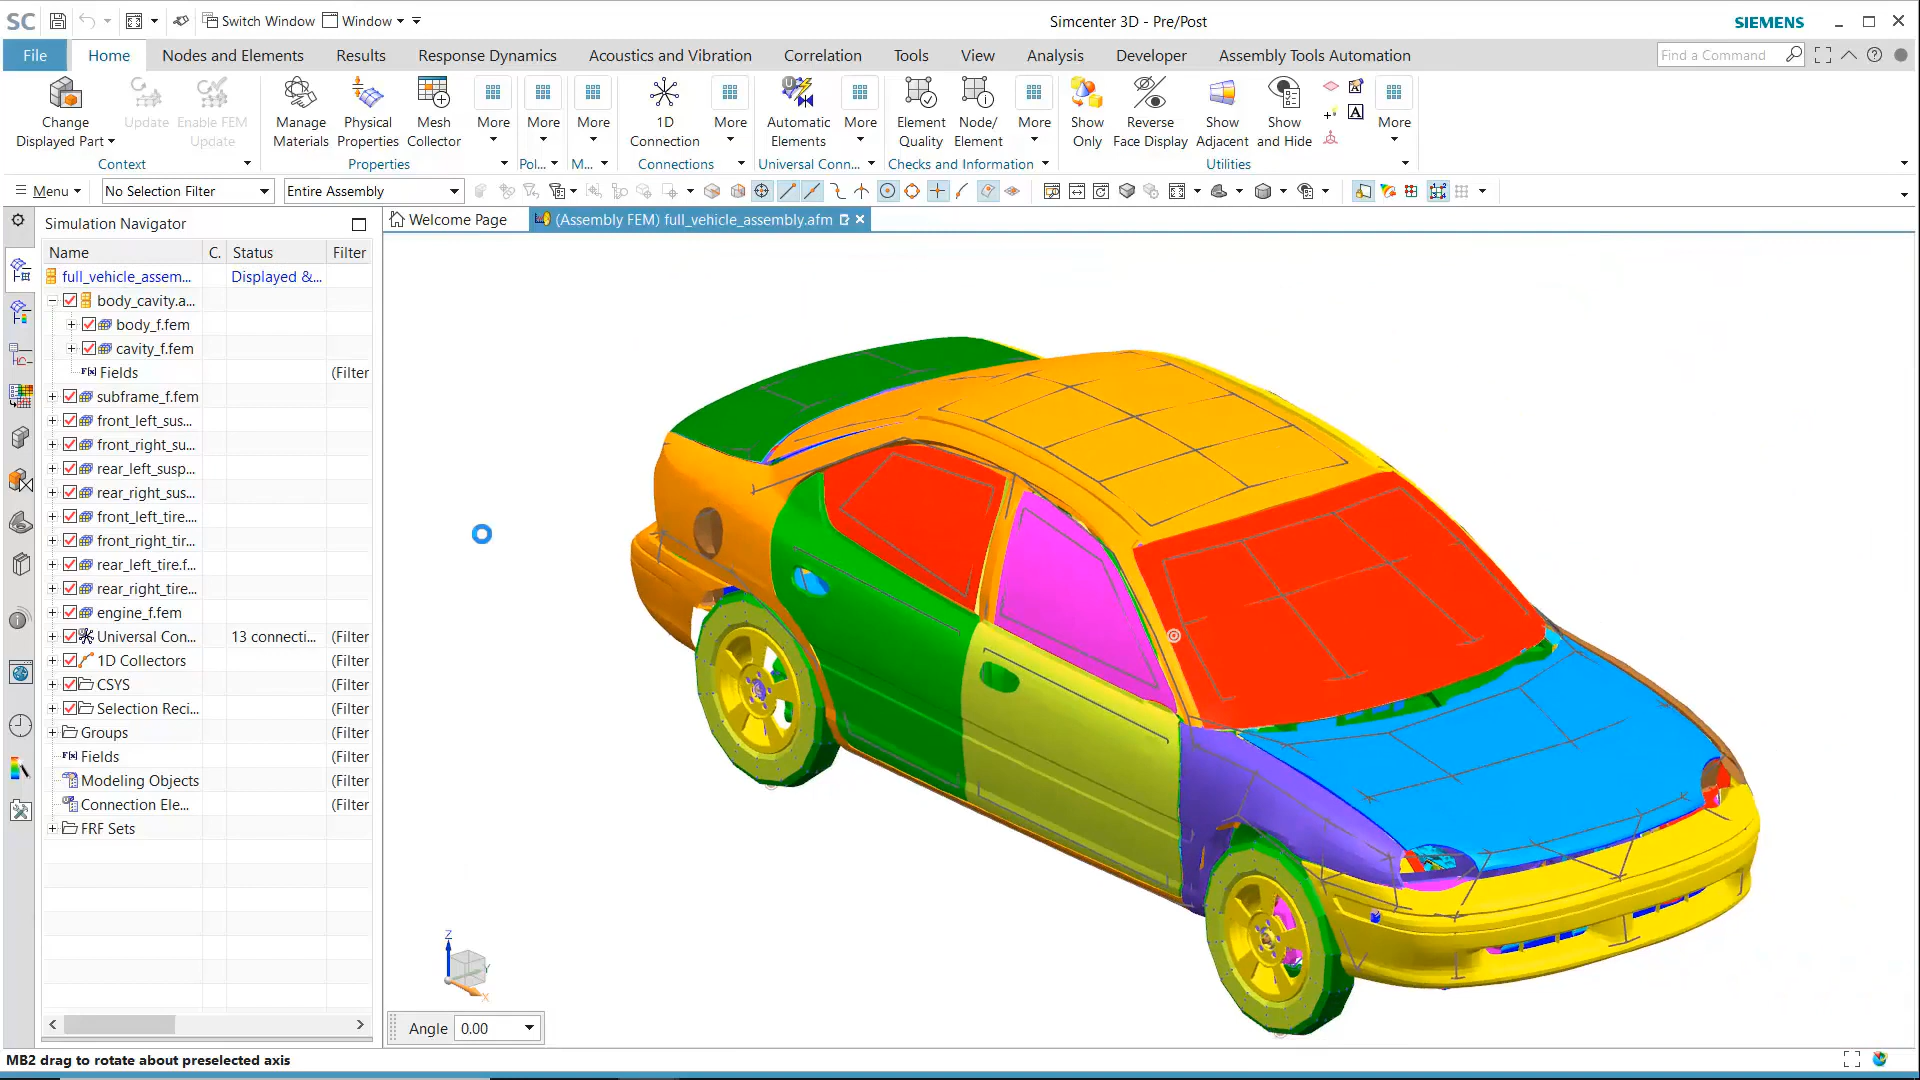 SC Switch Window Window Simcenter 3D - Pre/Post SIEMENS
File Home Nodes and Elements Results Response Dynamics Acoustics and Vibration Correlation Tools View Analysis Developer Assembly Tools Automation Find a Command
Change Displayed Part Update Enable FEM Update Manage Materials Physical Properties Mesh Collector More More More 1D Connection More Automatic Elements More Element Quality Node/ Element More Show Only Reverse Face Display Show Adjacent Show and Hide A More
Context Properties Pol... M... Connections Universal Conn... Checks and Information Utilities
Menu No Selection Filter Entire Assembly
Simulation Navigator Welcome Page (Assembly FEM) full_vehicle_assembly.afm
Name C. Status Filter
full_vehicle_assem... Displayed &...
body_cavity.a...
body_f.fem
cavity_f.fem
Fields (Filter
subframe_f.fem
front_left_sus...
front_right_su...
rear_left_susp...
rear_right_sus...
front_left_tire....
front_right_tir...
rear_left_tire.f...
rear_right_tire...
engine_f.fem
Universal Con... 13 connecti... (Filter
1D Collectors (Filter
CSYS (Filter
Selection Reci... (Filter
Groups (Filter
Fields (Filter
Modeling Objects (Filter
Connection Ele... (Filter
FRF Sets (Filter
Z
Y
X
Angle 0.00
MB2 drag to rotate about preselected axis